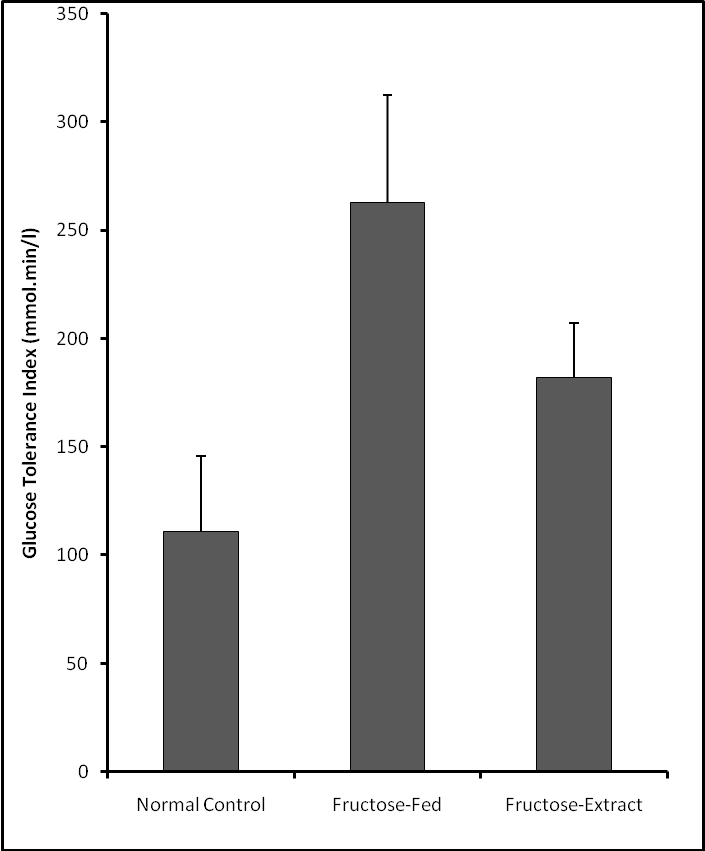 350
300
250
200
150
100
50
0
Glucose Tolerance Index (mmol.min/l)
Normal Control
Fructose-Fed
Fructose-Extract